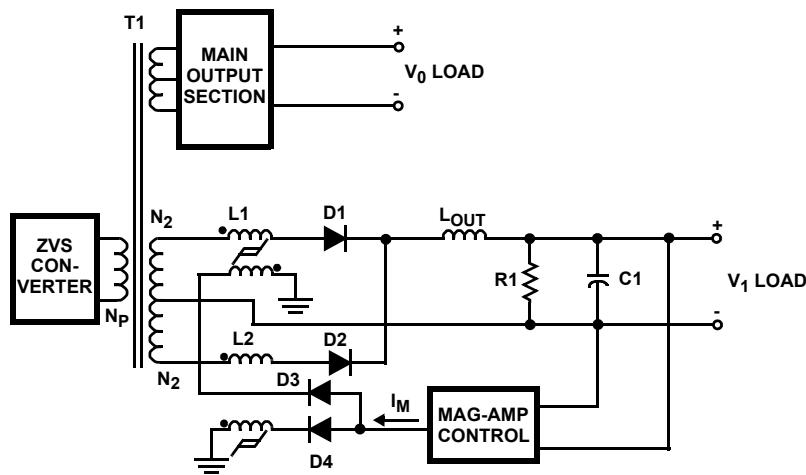 T1
MAIN
OUTPUT
SECTION
+
V0 LOAD
-
ZVS
CON-
VERTER
NP
N2
L1
D1
LOUT
R1
C1
+
V1 LOAD
-
N2
L2
D2
D3
IM
MAG-AMP
CONTROL
D4